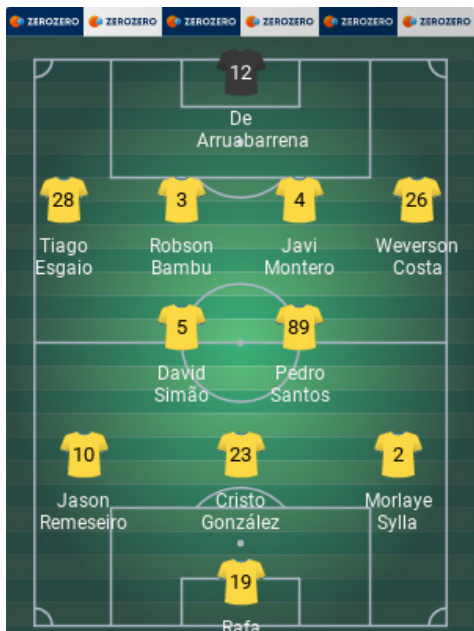 ZEROZERO ZEROZERO ZEROZERO ZEROZERO ZEROZERO ZEROZERO
12
De
Arruabarrena
28 3 4 26
Tiago Robson Javi Weverson
Esgaio Bambu Montero Costa
5 89
David Pedro
Simão Santos
10 23 2
Jason Cristo Morlaye
Remeseiro González Sylla
19
Rafa